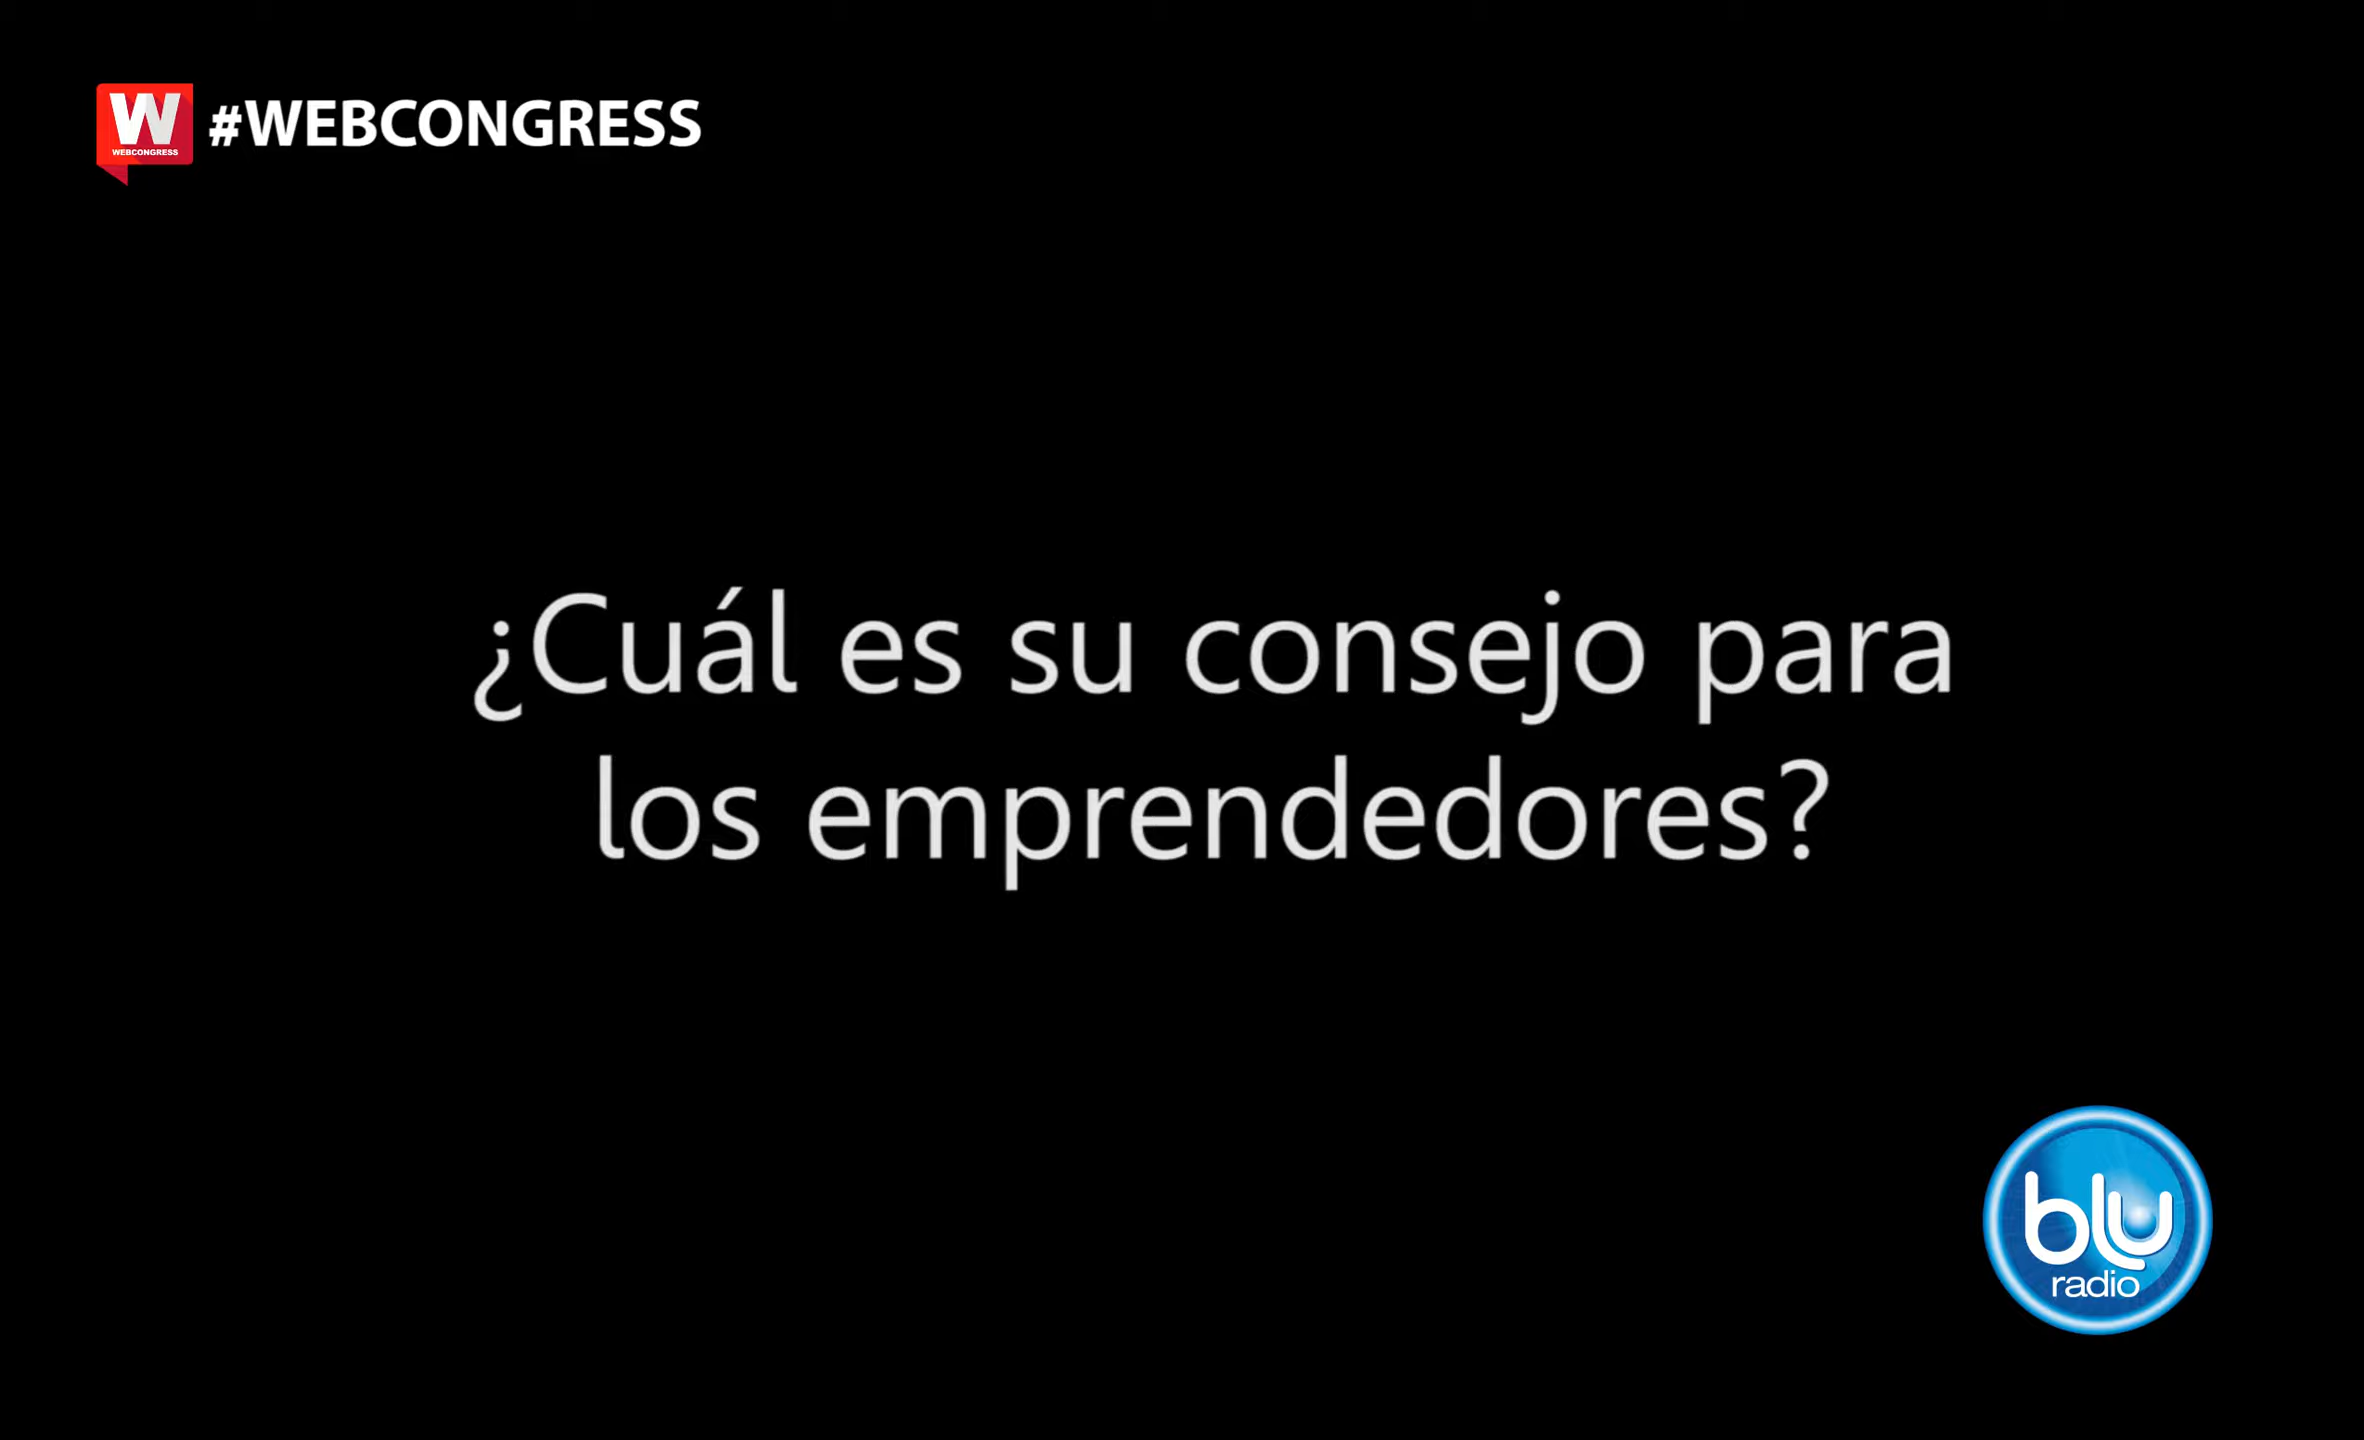 W
WEBCONGRESS
#WEBCONGRESS
¿Cuál es su consejo para
los emprendedores?
blu
radio